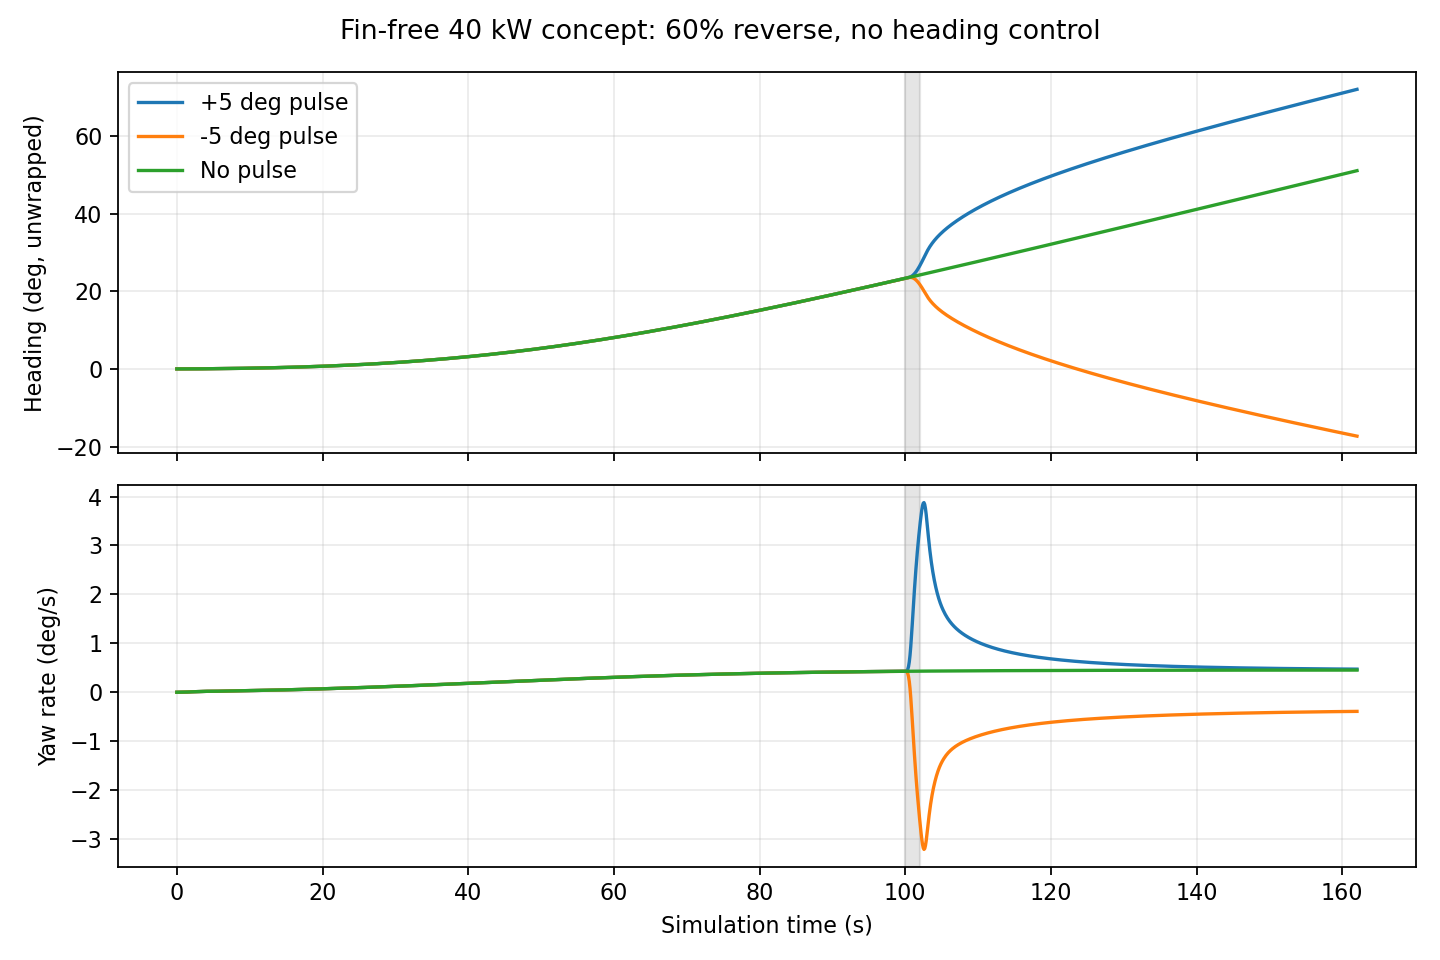 Fin-free 40 kW concept: 60% reverse, no heading control
Heading (deg, unwrapped)
60
40
20
0
−20
+5 deg pulse
-5 deg pulse
No pulse
Yaw rate (deg/s)
4
3
2
1
0
−1
−2
−3
0 20 40 60 80 100 120 140 160
Simulation time (s)